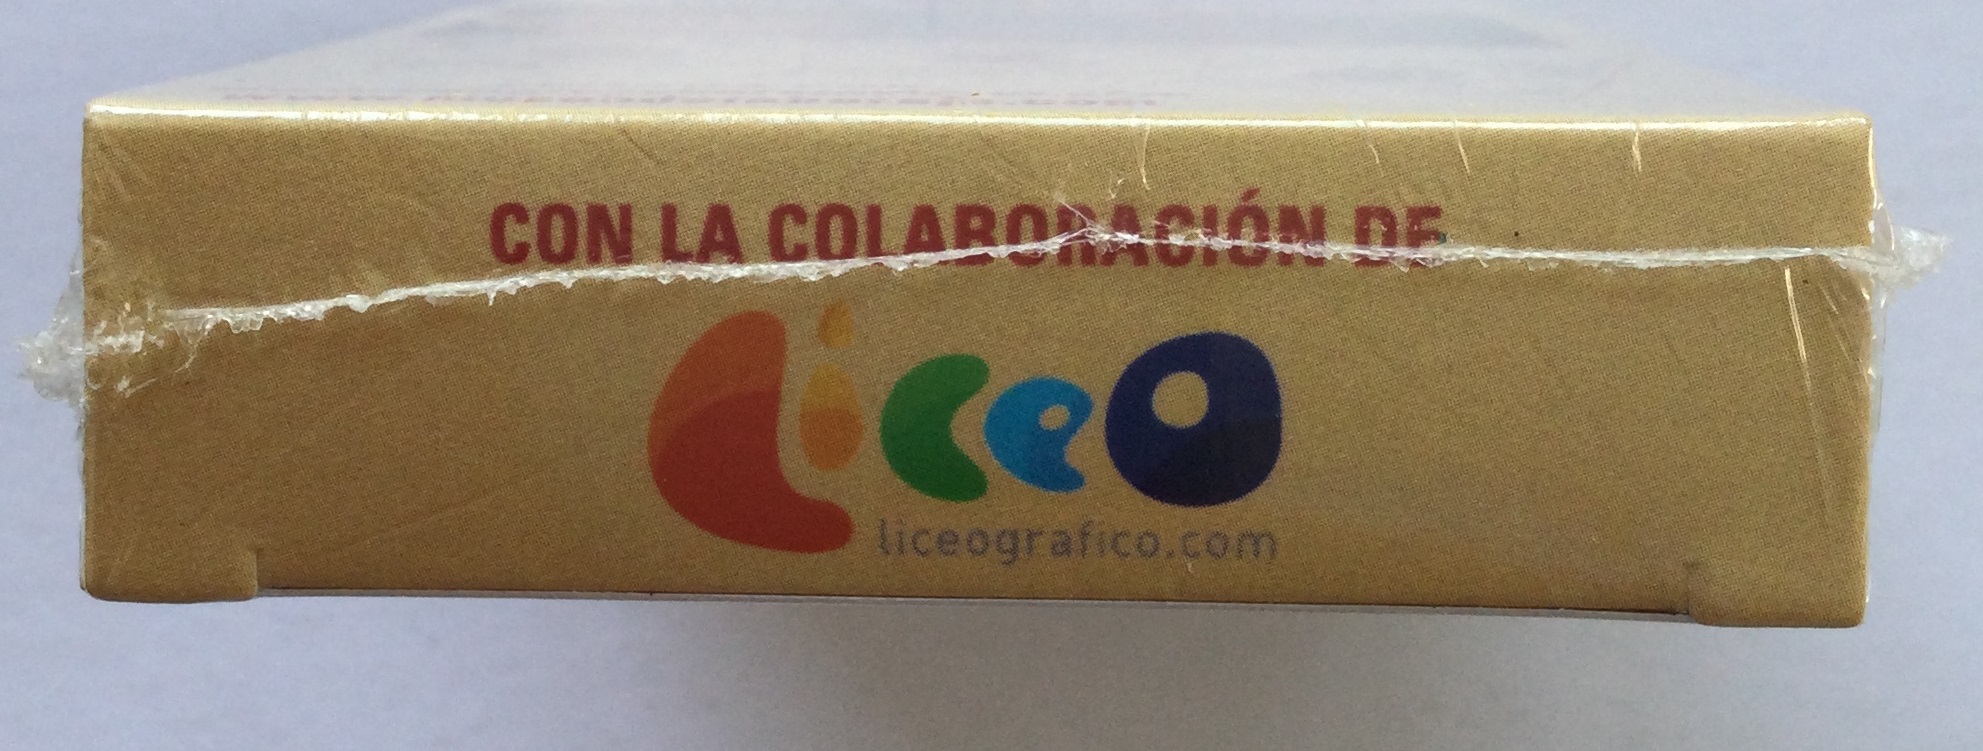 CON LA COLABORACIÓN DE
liceo
liceografico.com